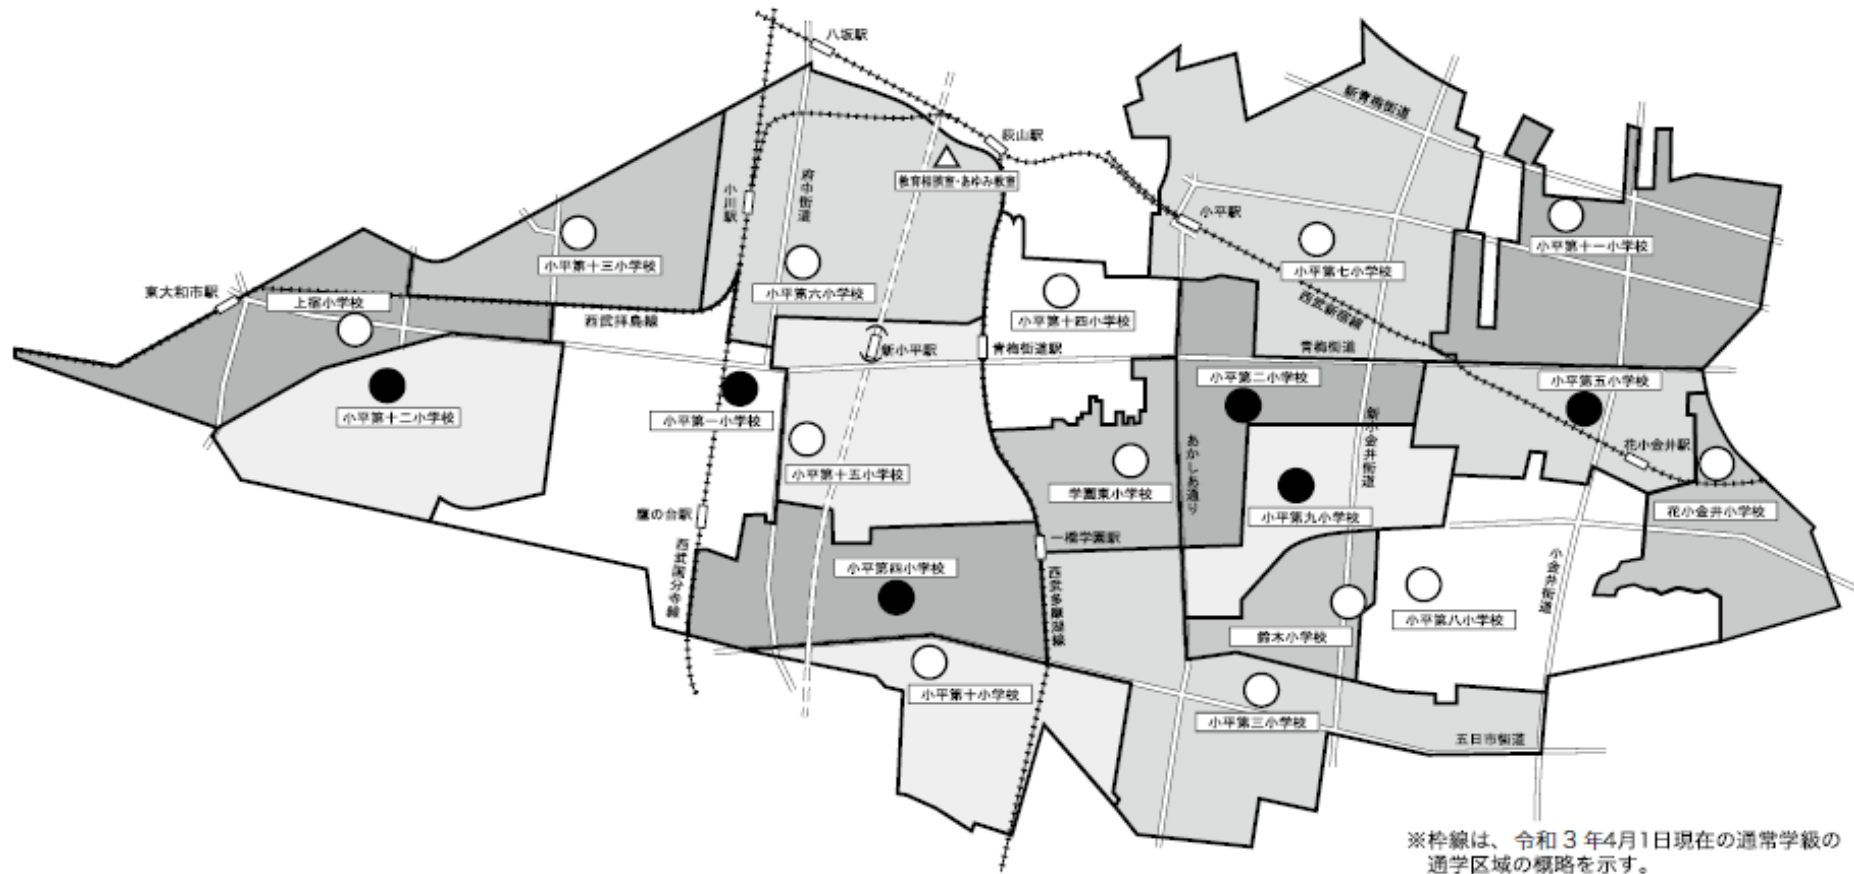 八坂駅
新青梅街道
萩山駅
教育相談室・あゆみ教室
府中街道
小川駅
小平駅
小平第十一小学校
小平第十三小学校
小平第七小学校
東大和市駅
上宿小学校
小平第六小学校
西武拝島線
小平第十四小学校
西武新宿線
新小平駅
青梅街道駅
青梅街道
小平第十二小学校
小平第一小学校
小平第二小学校
小平第五小学校
新小金井街道
花小金井駅
あかしあ通り
小平第十五小学校
学園東小学校
小平第九小学校
花小金井小学校
鷹の台駅
一橋学園駅
西武国分寺線
小平第四小学校
西武多摩湖線
小金井街道
小平第八小学校
鈴木小学校
小平第十小学校
小平第三小学校
五日市街道
※枠線は、令和3年4月1日現在の通常学級の
通学区域の概略を示す。